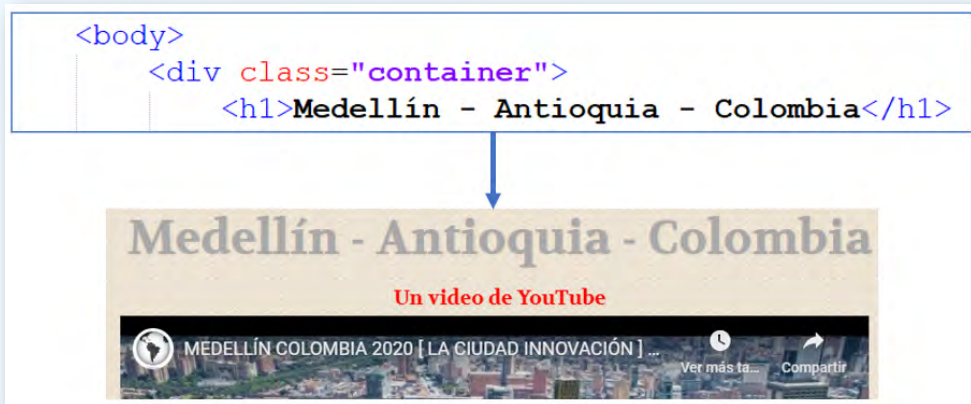 <body>
<div class="container">
<h1>Medellín - Antioquia - Colombia</h1>
Medellín - Antioquia - Colombia
Un video de YouTube
MEDELLÍN COLOMBIA 2020 [ LA CIUDAD INNOVACIÓN ] ...
Ver más ta...
Compartir